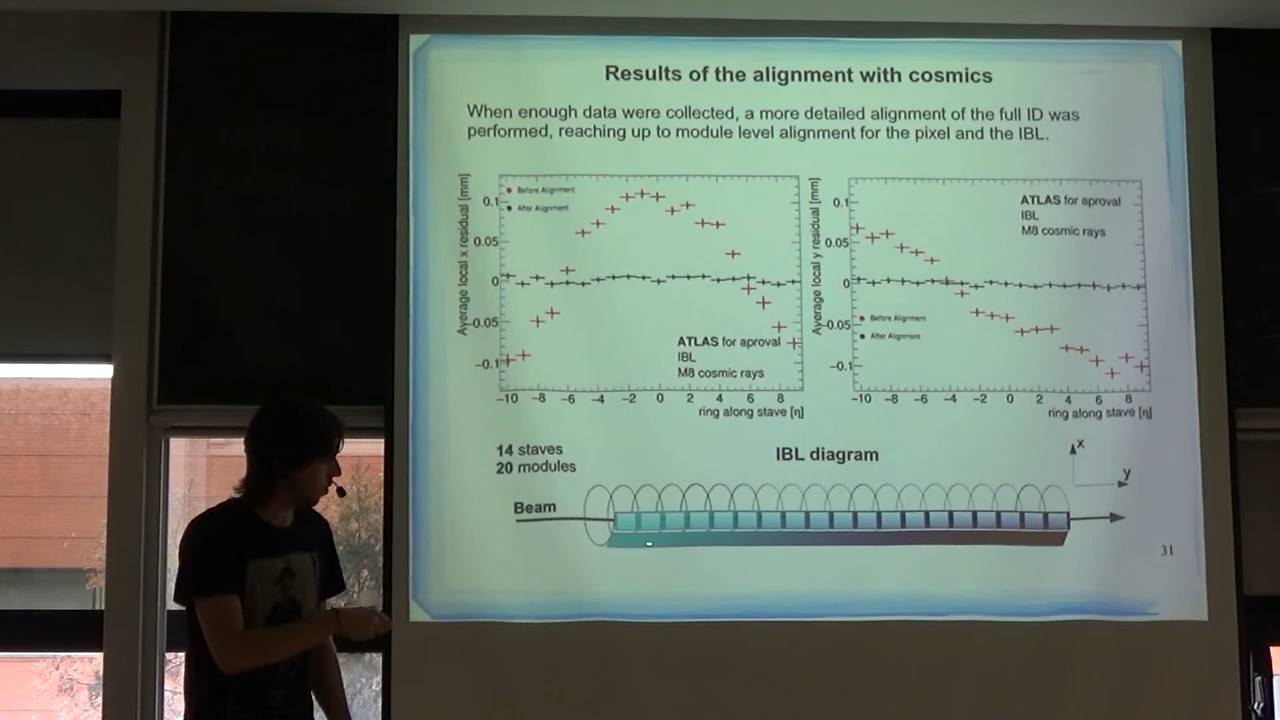 Results of the alignment with cosmics
When enough data were collected, a more detailed alignment of the full ID was
performed, reaching up to module level alignment for the pixel and the IBL.
Average local x residual [mm]
0.1
0.05
0
−0.05
−0.1
Before Alignment
After Alignment
ATLAS for aproval
IBL
M8 cosmic rays
−10 −8 −6 −4 −2 0 2 4 6 8
ring along stave [η]
Average local y residual [mm]
0.1
0.05
0
−0.05
−0.1
ATLAS for aproval
IBL
M8 cosmic rays
Before Alignment
After Alignment
−10 −8 −6 −4 −2 0 2 4 6 8
ring along stave [η]
14 staves
20 modules
IBL diagram
x
y
Beam
31